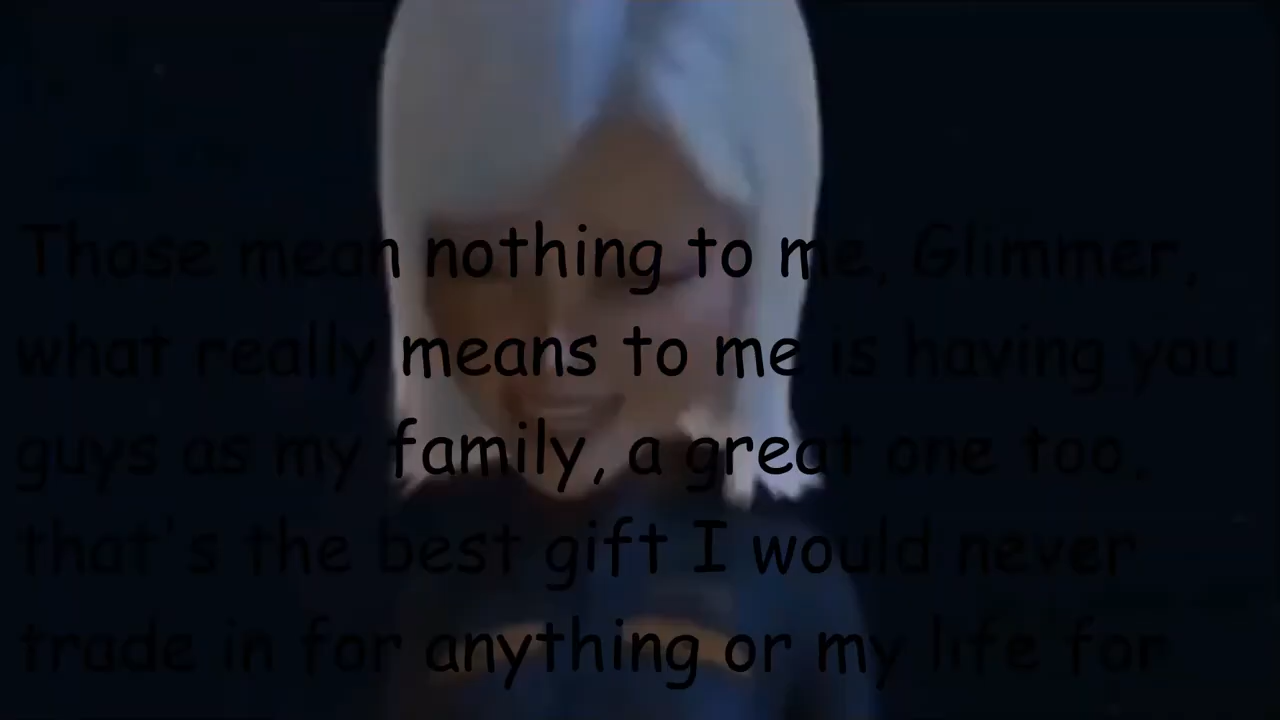 Those mean nothing to me, Glimmer,
what really means to me is having you
guys as my family, a great one too,
that's the best gift I would never
trade in for anything or my life for